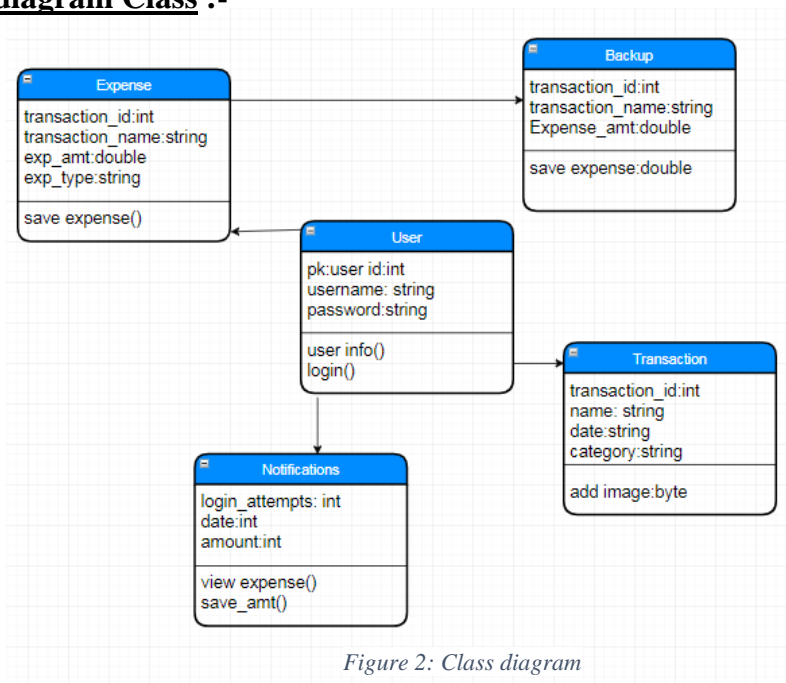 diagram Class :-
Backup
transaction_id:int
transaction_name:string
Expense_amt:double
save expense:double
Expense
transaction_id:int
transaction_name:string
exp_amt:double
exp_type:string
save expense()
User
pk:user id:int
username: string
password:string
user info()
login()
Transaction
transaction_id:int
name: string
date:string
category:string
add image:byte
Notifications
login_attempts: int
date:int
amount:int
view expense()
save_amt()
Figure 2: Class diagram